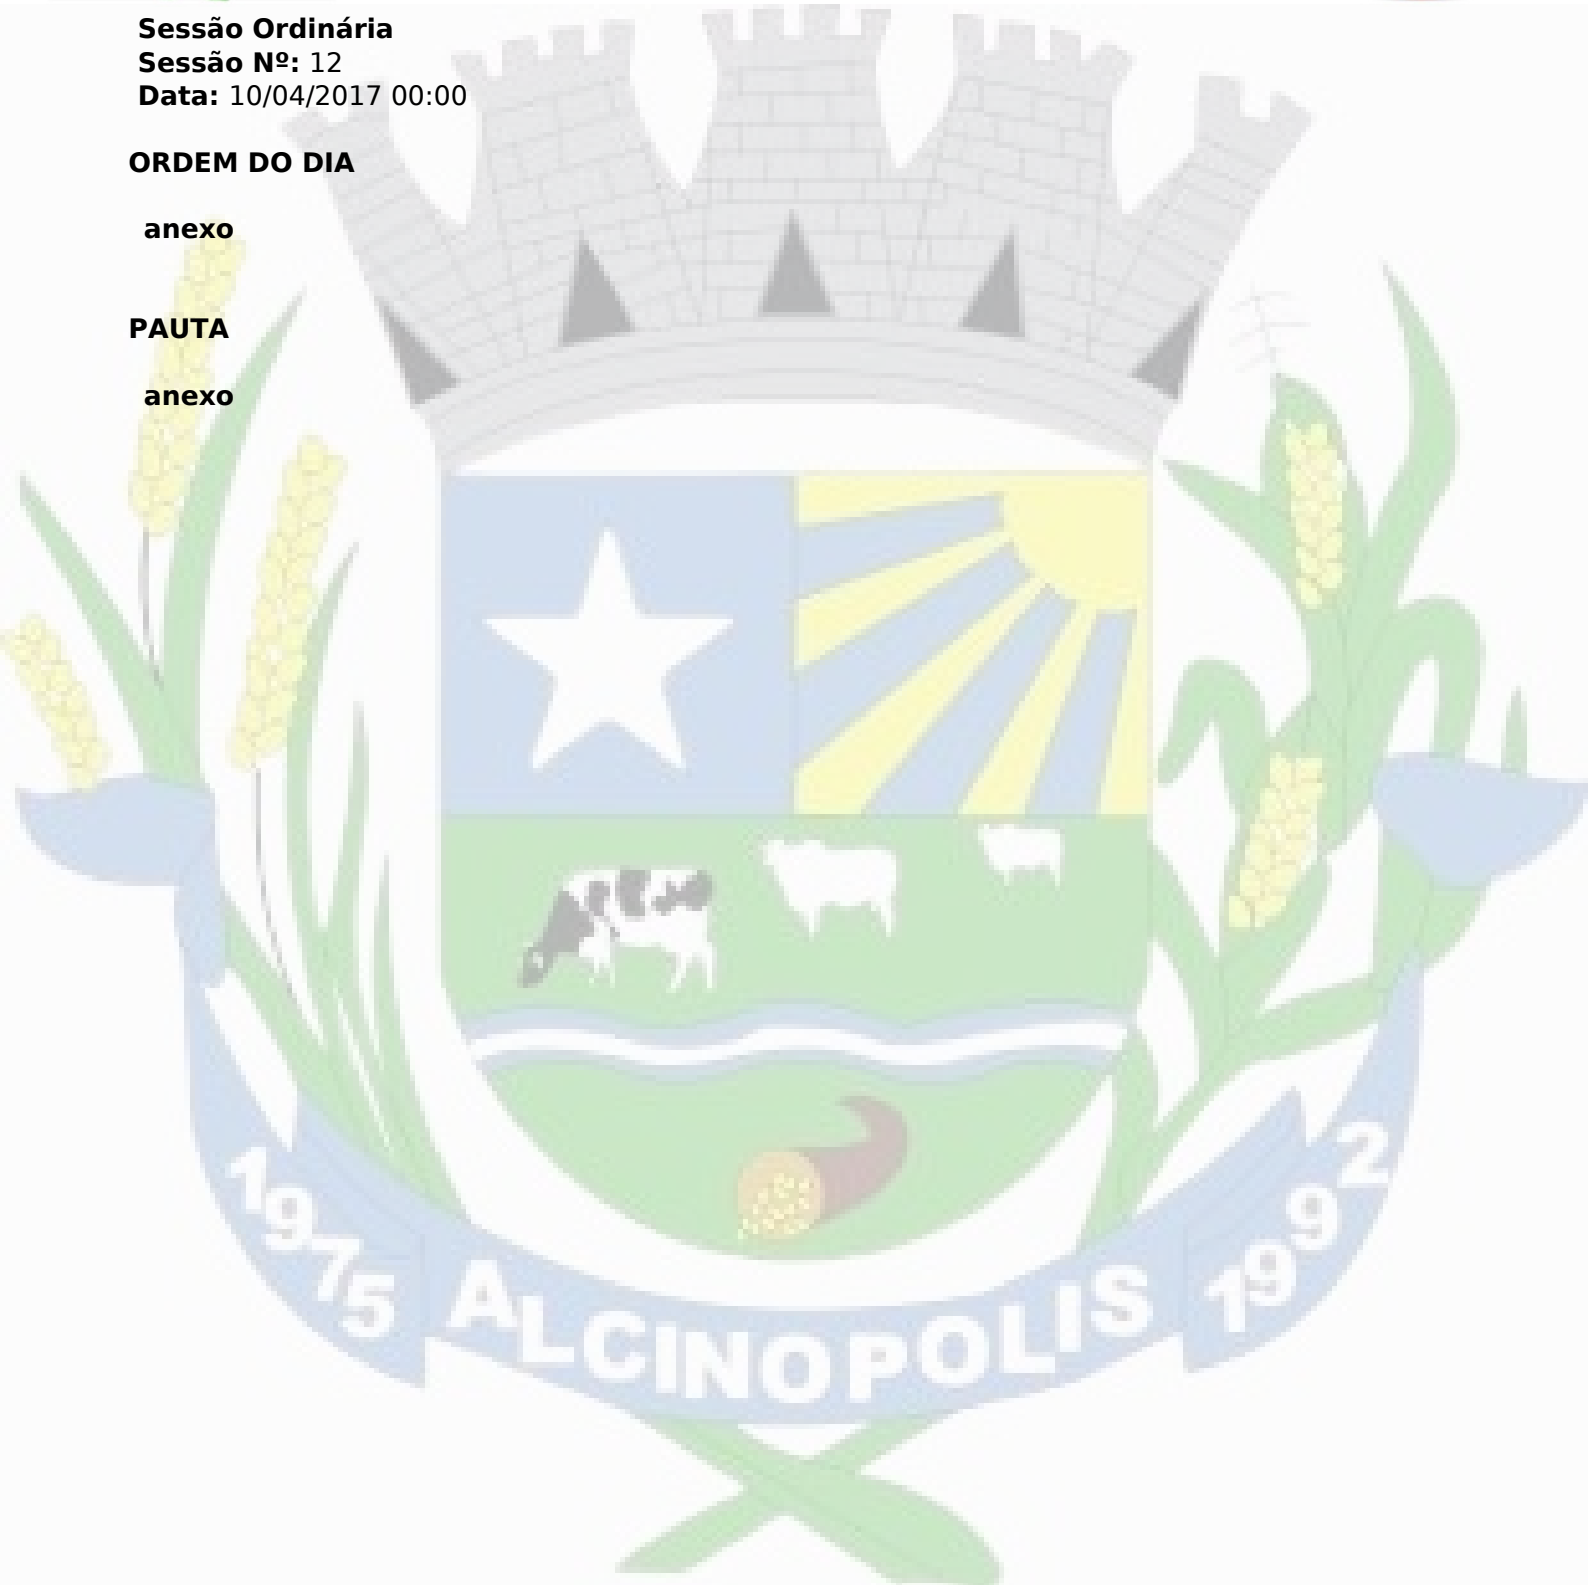 Sessão Ordinária
Sessão Nº: 12
Data: 10/04/2017 00:00
ORDEM DO DIA
anexo
PAUTA
anexo
1975
ALCINOPOLIS
1992